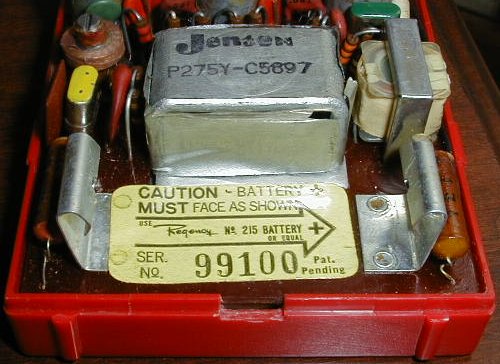 Jensen
P275Y-C5697
CAUTION - BATTERY +
MUST FACE AS SHOWN
USE Regency No. 215 BATTERY +
OR EQUAL
SER. NO. 99100 Pat. Pending